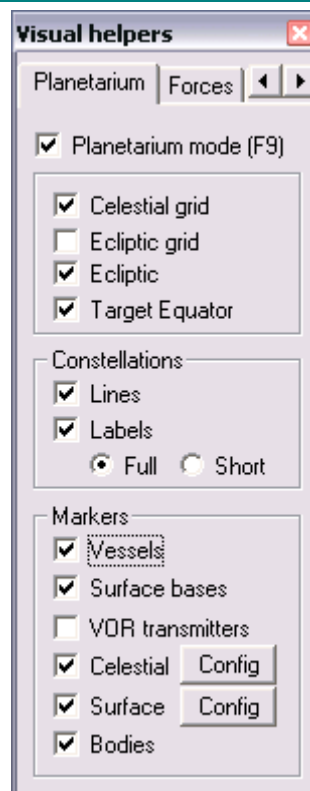 Visual helpers
Planetarium Forces
Planetarium mode (F9)
Celestial grid
Ecliptic grid
Ecliptic
Target Equator
Constellations
Lines
Labels
Full Short
Markers
Vessels
Surface bases
VOR transmitters
Celestial Config
Surface Config
Bodies